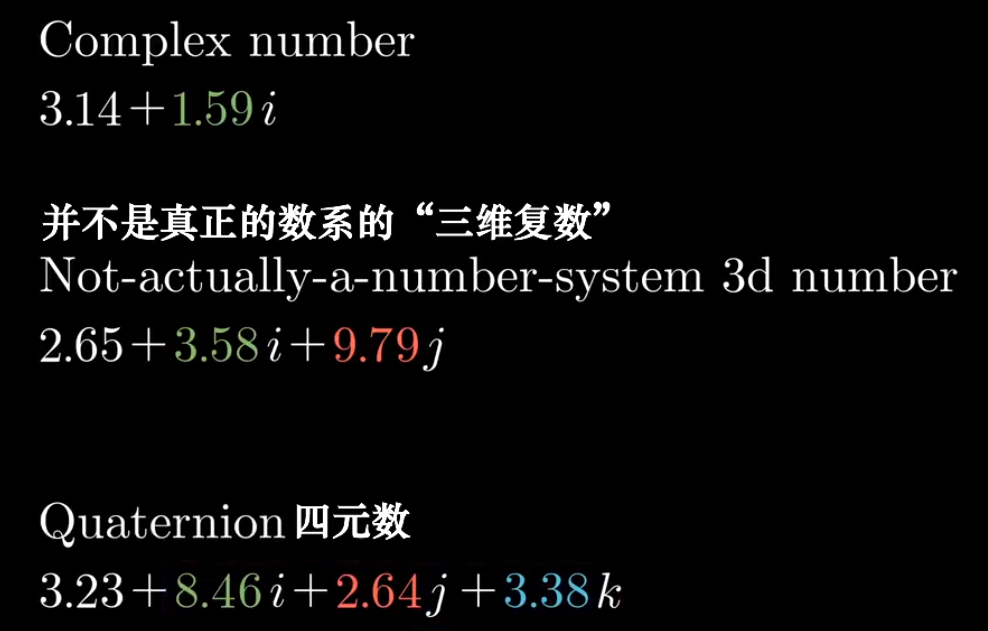 Complex number
3.14+1.59i
并不是真正的数系的“三维复数”
Not-actually-a-number-system 3d number
2.65+3.58i+9.79j
Quaternion 四元数
3.23+8.46i+2.64j+3.38k